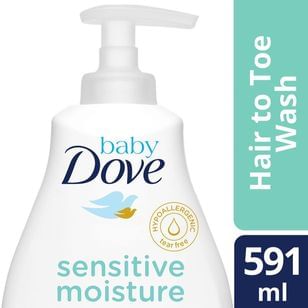 baby
Dove
HYPOALLERGENIC
tear free
sensitive
moisture
Hair to Toe
Wash
591
ml